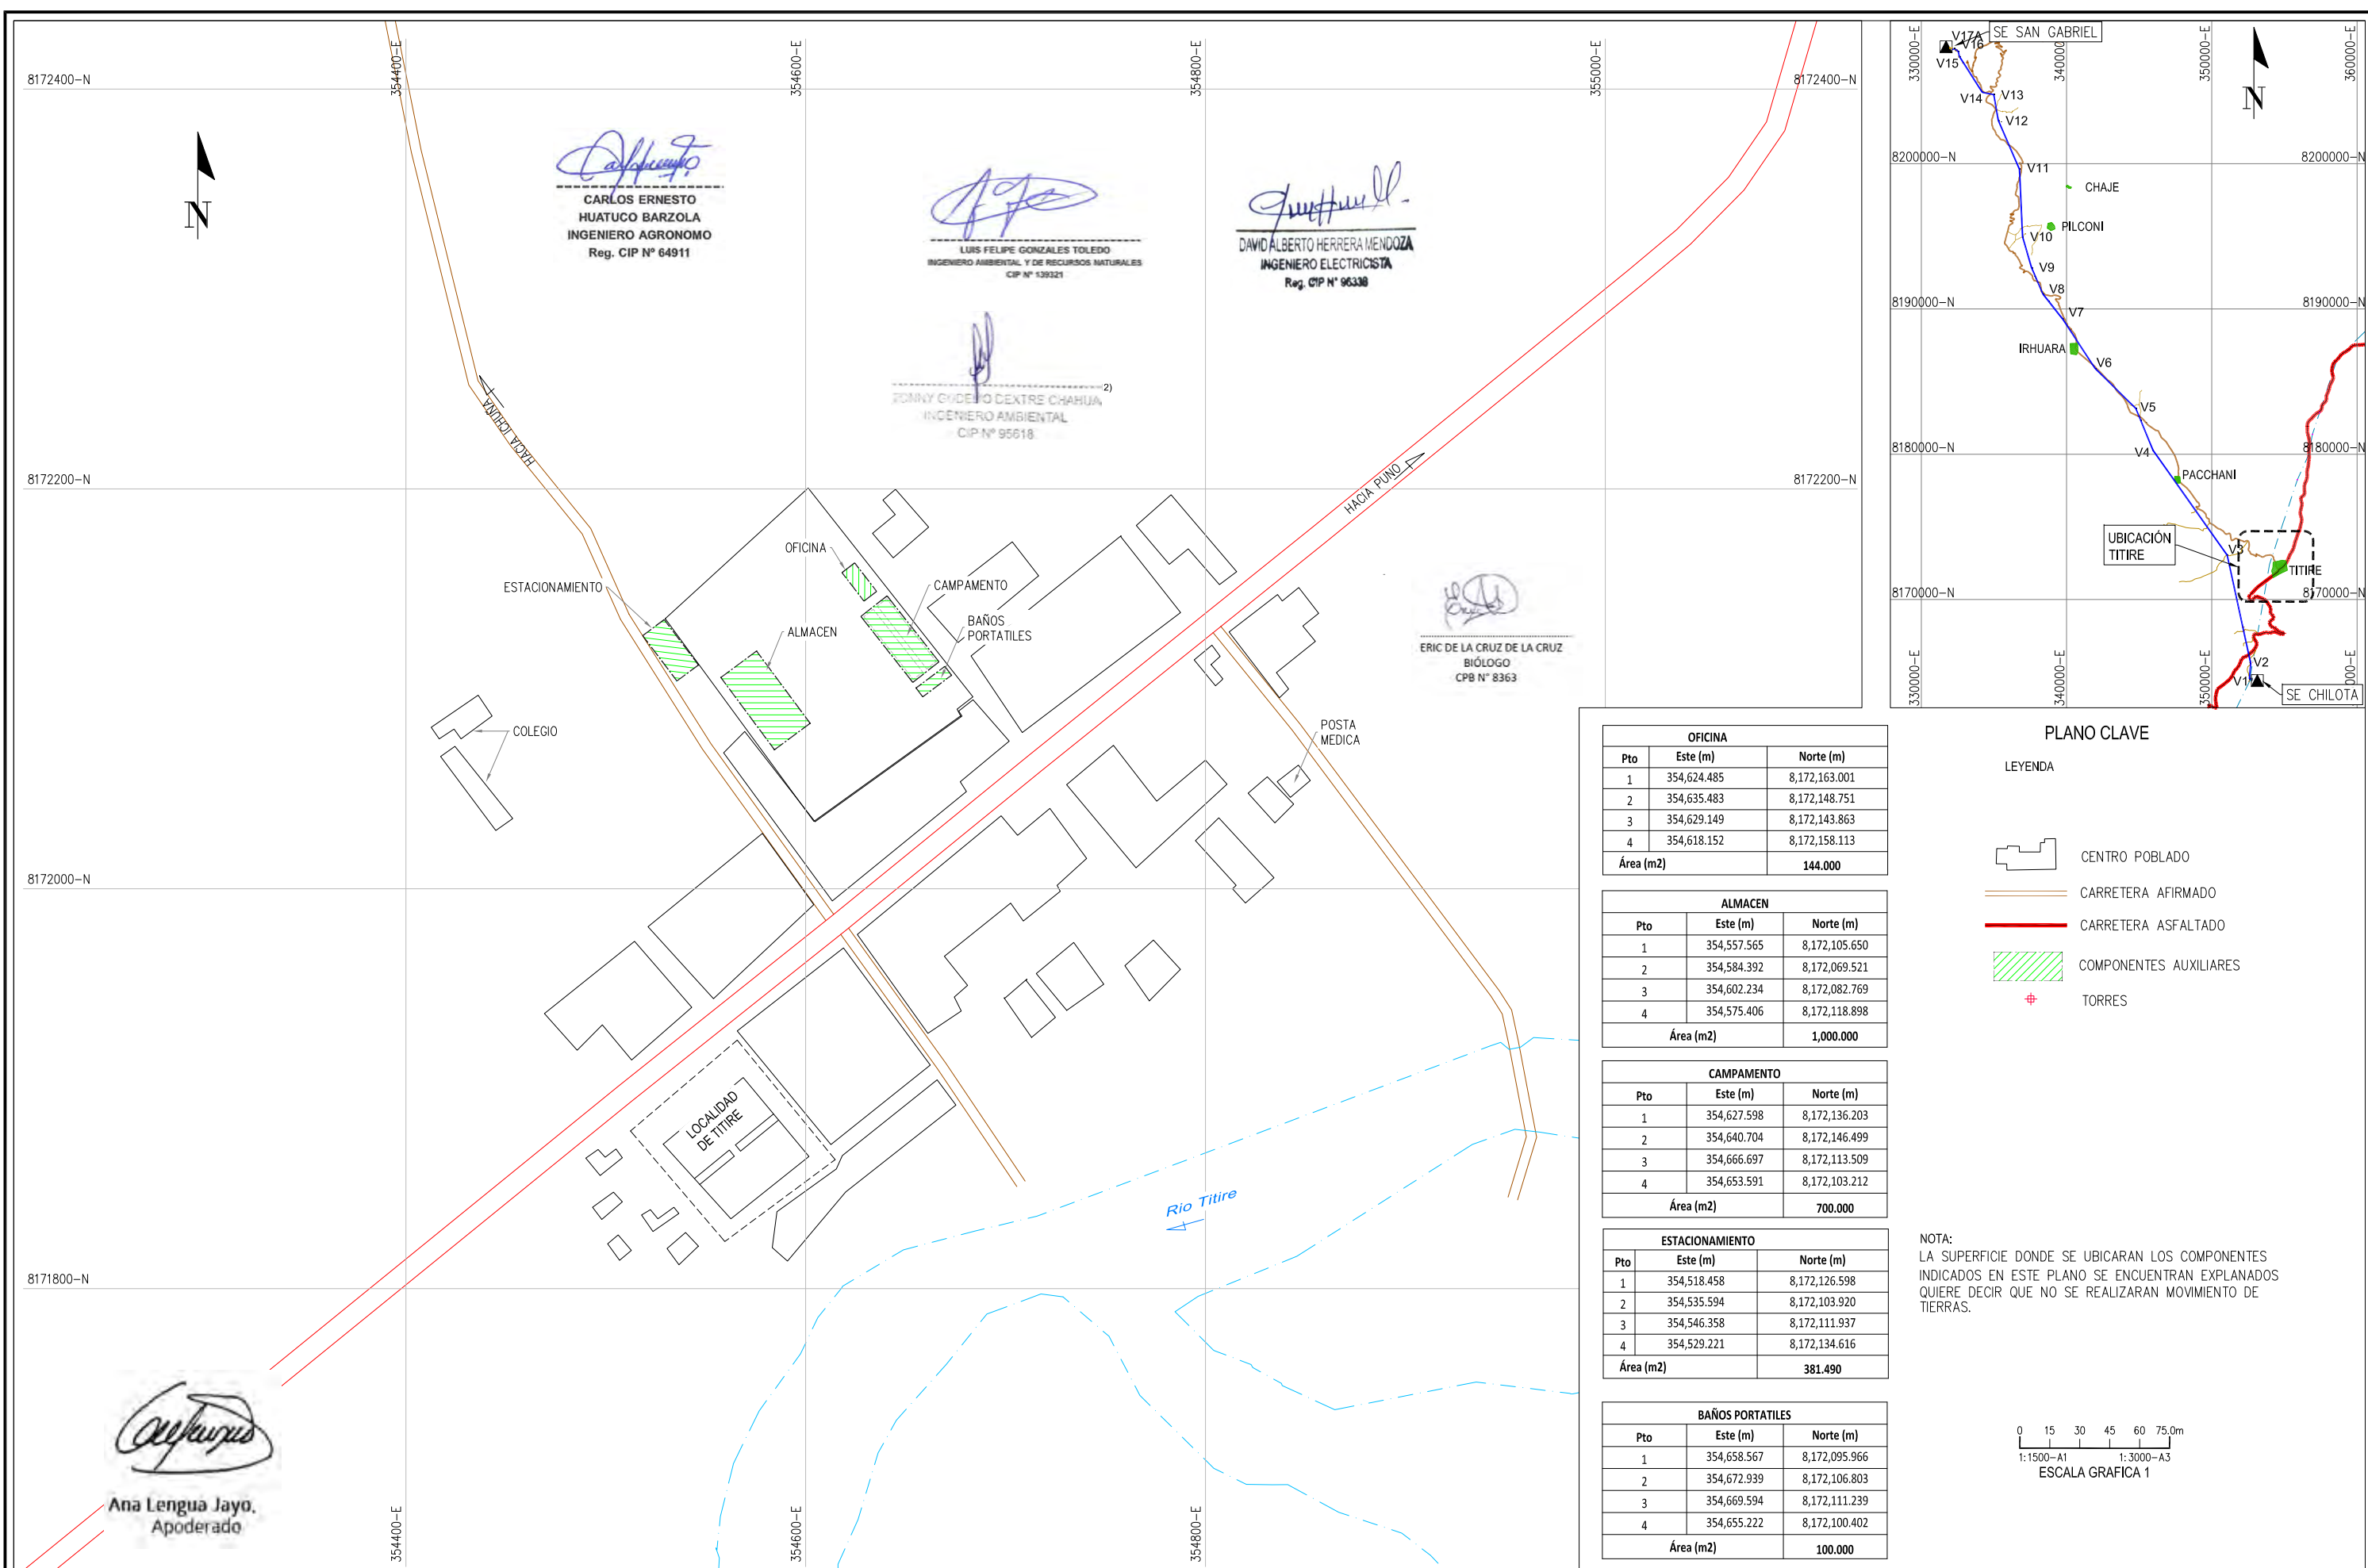 354400-E
354600-E
354800-E
355000-E
8172400-N
8172400-N
N
CARLOS ERNESTO
HUATUCO BARZOLA
INGENIERO AGRONOMO
Reg. CIP Nº 64911
LUIS FELIPE GONZALES TOLEDO
INGENIERO AMBIENTAL Y DE RECURSOS NATURALES
CIP Nº 139321
DAVID ALBERTO HERRERA MENDOZA
INGENIERO ELECTRICISTA
Reg. CIP Nº 96338
2)
DEXTRE CHAHUA
INGENIERO AMBIENTAL
CIP Nº 95618
HACIA ICHUÑA
HACIA PUNO
8172200-N
8172200-N
OFICINA
ESTACIONAMIENTO
CAMPAMENTO
BAÑOS
PORTATILES
ALMACEN
COLEGIO
POSTA
MEDICA
ERIC DE LA CRUZ DE LA CRUZ
BIÓLOGO
CPB Nº 8363
8172000-N
LOCALIDAD
DE TITIRE
Rio Titire
8171800-N
Ana Lengua Jayo.
Apoderado
354400-E
354600-E
354800-E
330000-E
340000
350000-E
360000-E
SE SAN GABRIEL
V17A
V16
V15
V14
V13
V12
N
8200000-N
8200000-N
V11
CHAJE
PILCONI
V10
V9
V8
8190000-N
8190000-N
V7
IRHUARA
V6
V5
V4
8180000-N
8180000-N
PACCHANI
UBICACIÓN
TITIRE
V3
TITIRE
8170000-N
8170000-N
V2
V1
SE CHILOTA
330000-E
340000-E
350000-E
0000-E
PLANO CLAVE
LEYENDA
CENTRO POBLADO
CARRETERA AFIRMADO
CARRETERA ASFALTADO
COMPONENTES AUXILIARES
TORRES
OFICINA
Pto Este (m) Norte (m)
1 354,624.485 8,172,163.001
2 354,635.483 8,172,148.751
3 354,629.149 8,172,143.863
4 354,618.152 8,172,158.113
Área (m2) 144.000
ALMACEN
Pto Este (m) Norte (m)
1 354,557.565 8,172,105.650
2 354,584.392 8,172,069.521
3 354,602.234 8,172,082.769
4 354,575.406 8,172,118.898
Área (m2) 1,000.000
CAMPAMENTO
Pto Este (m) Norte (m)
1 354,627.598 8,172,136.203
2 354,640.704 8,172,146.499
3 354,666.697 8,172,113.509
4 354,653.591 8,172,103.212
Área (m2) 700.000
ESTACIONAMIENTO
Pto Este (m) Norte (m)
1 354,518.458 8,172,126.598
2 354,535.594 8,172,103.920
3 354,546.358 8,172,111.937
4 354,529.221 8,172,134.616
Área (m2) 381.490
BAÑOS PORTATILES
Pto Este (m) Norte (m)
1 354,658.567 8,172,095.966
2 354,672.939 8,172,106.803
3 354,669.594 8,172,111.239
4 354,655.222 8,172,100.402
Área (m2) 100.000
NOTA:
LA SUPERFICIE DONDE SE UBICARAN LOS COMPONENTES
INDICADOS EN ESTE PLANO SE ENCUENTRAN EXPLANADOS
QUIERE DECIR QUE NO SE REALIZARAN MOVIMIENTO DE
TIERRAS.
0 15 30 45 60 75.0m
1:1500-A1 1:3000-A3
ESCALA GRAFICA 1